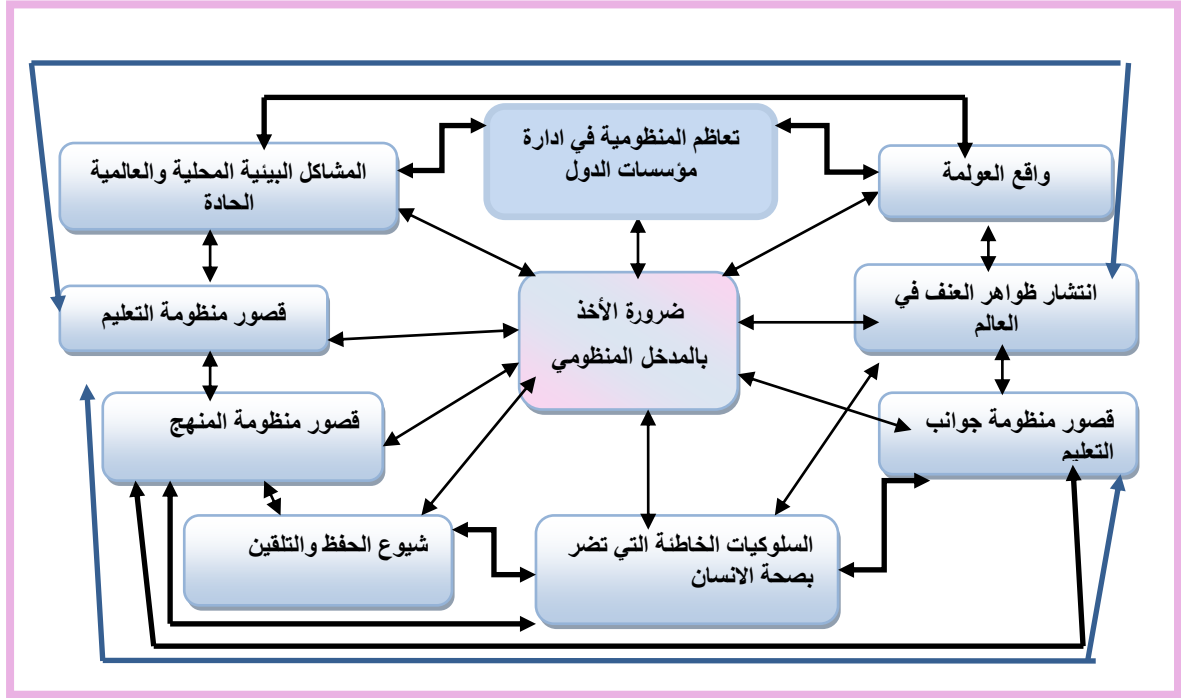 تعاظم المنظومية في ادارة
مؤسسات الدول
واقع العولمة
المشاكل البيئية المحلية والعالمية
الحادة
انتشار ظواهر العنف في
العالم
ضرورة الأخذ
بالمدخل المنظومي
قصور منظومة التعليم
قصور منظومة جوانب
التعليم
قصور منظومة المنهج
السلوكيات الخاطئة التي تضر
بصحة الانسان
شيوع الحفظ والتلقين